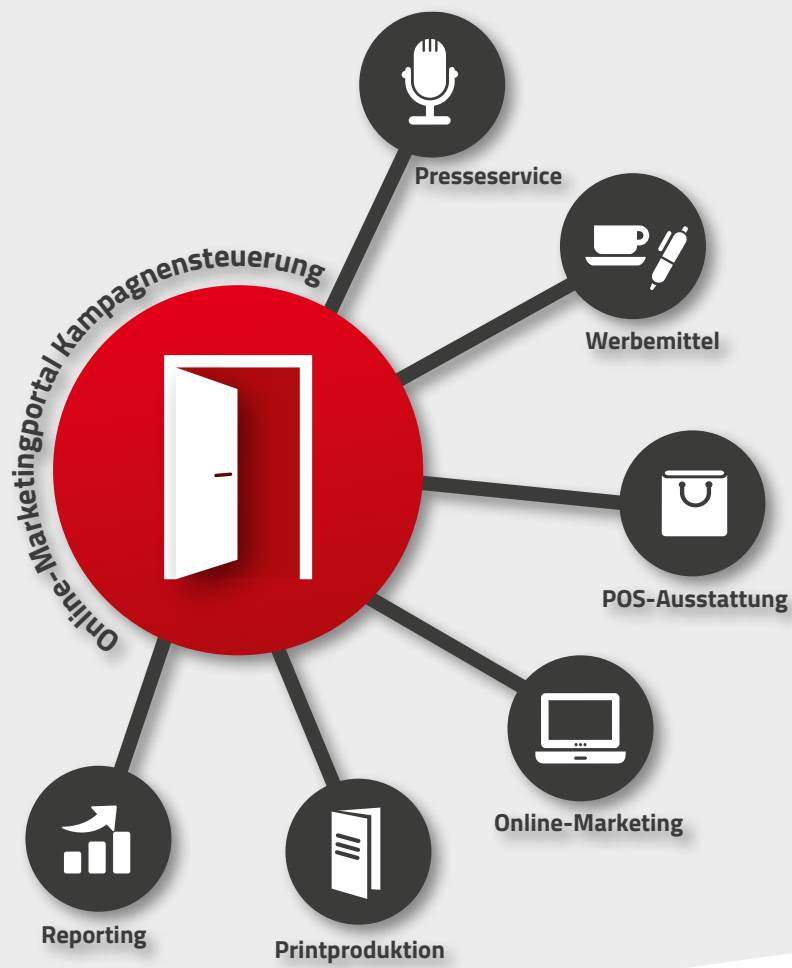 Online-Marketingportal Kampagnensteuerung
Presseservice
Werbemittel
POS-Ausstattung
Online-Marketing
Printproduktion
Reporting